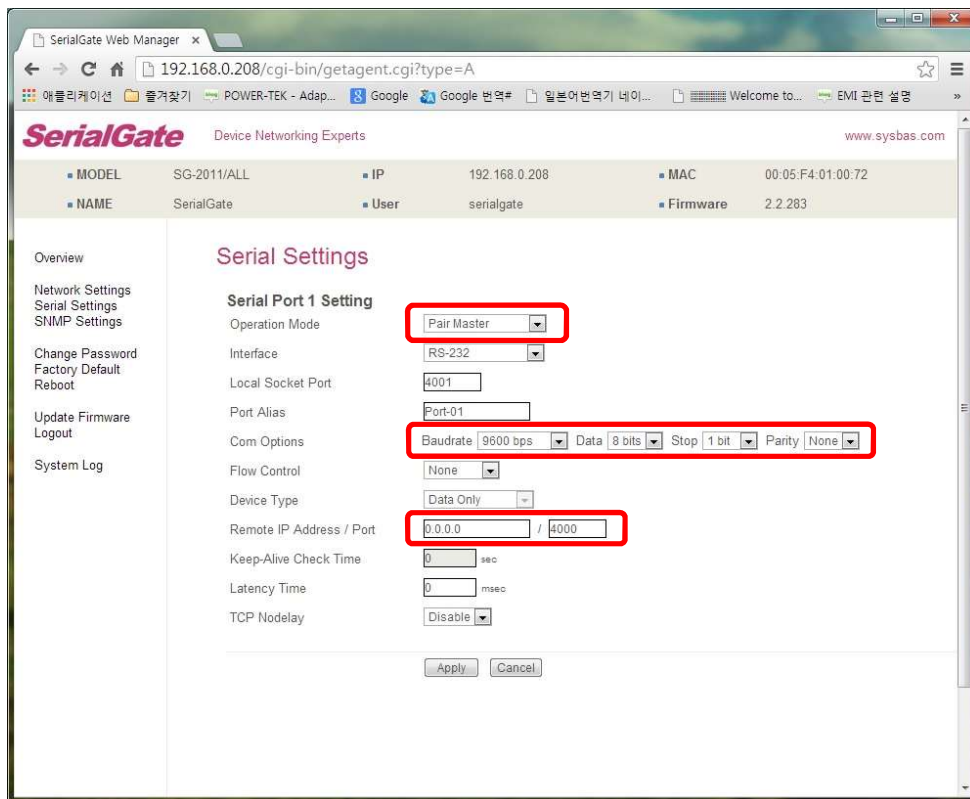 SerialGate Web Manager
192.168.0.208/cgi-bin/getagent.cgi?type=A
애플리케이션 즐겨찾기 POWER-TEK - Adap... Google Google 번역# 일본어번역기 네이... Welcome to... EMI 관련 설명 »
SerialGate Device Networking Experts www.sysbas.com
MODEL SG-2011/ALL IP 192.168.0.208 MAC 00:05:F4:01:00:72
NAME SerialGate User serialgate Firmware 2.2.283
Overview
Network Settings
Serial Settings
SNMP Settings
Change Password
Factory Default
Reboot
Update Firmware
Logout
System Log
Serial Settings
Serial Port 1 Setting
Operation Mode Pair Master
Interface RS-232
Local Socket Port 4001
Port Alias Port-01
Com Options Baudrate 9600 bps Data 8 bits Stop 1 bit Parity None
Flow Control None
Device Type Data Only
Remote IP Address / Port 0.0.0.0 / 4000
Keep-Alive Check Time 0 sec
Latency Time 0 msec
TCP Nodelay Disable
Apply Cancel